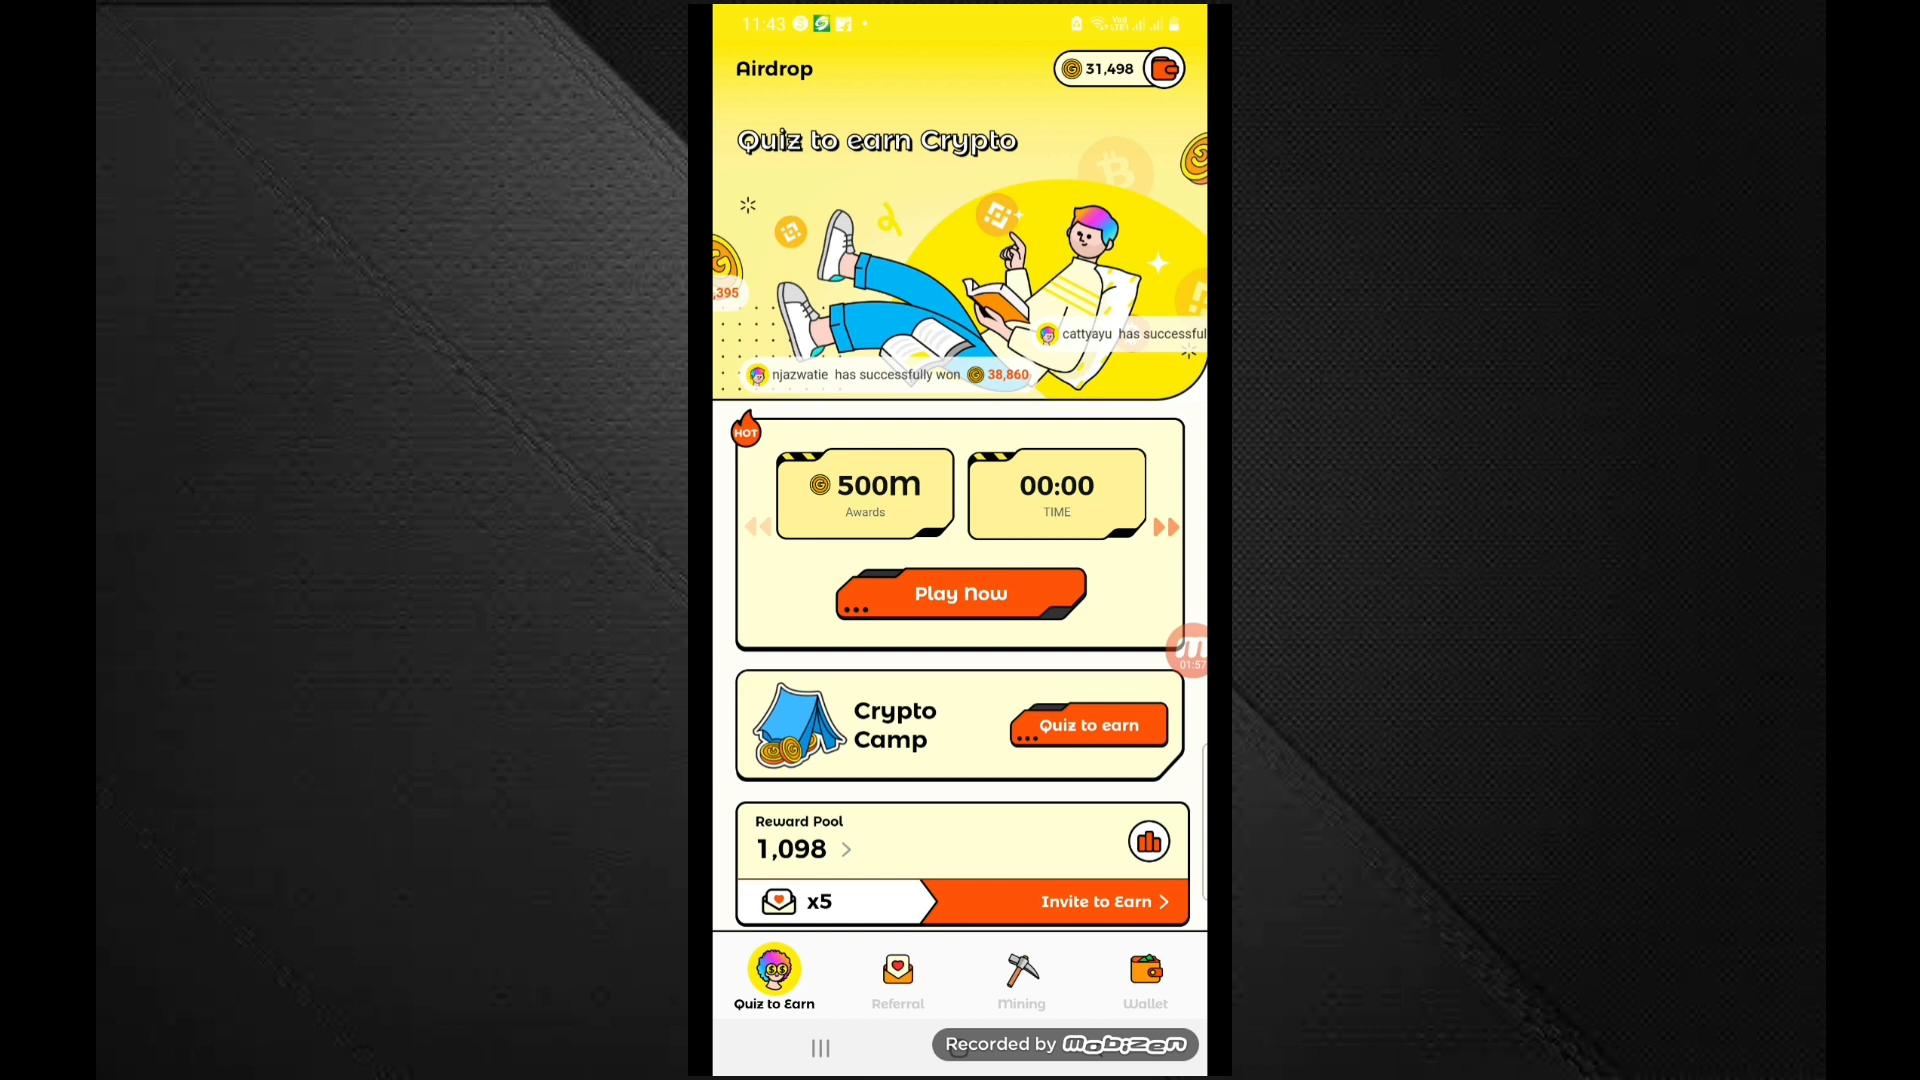 11:43
Airdrop
31,498
Quiz to earn Crypto
,395
cattyayu has successful
njazwatie has successfully won 38,860
HOT
500m
Awards
00:00
TIME
Play Now
01:57
Crypto
Camp
Quiz to earn
Reward Pool
1,098
x5
Invite to Earn
Quiz to Earn
Referral
Mining
Wallet
Recorded by mobizen